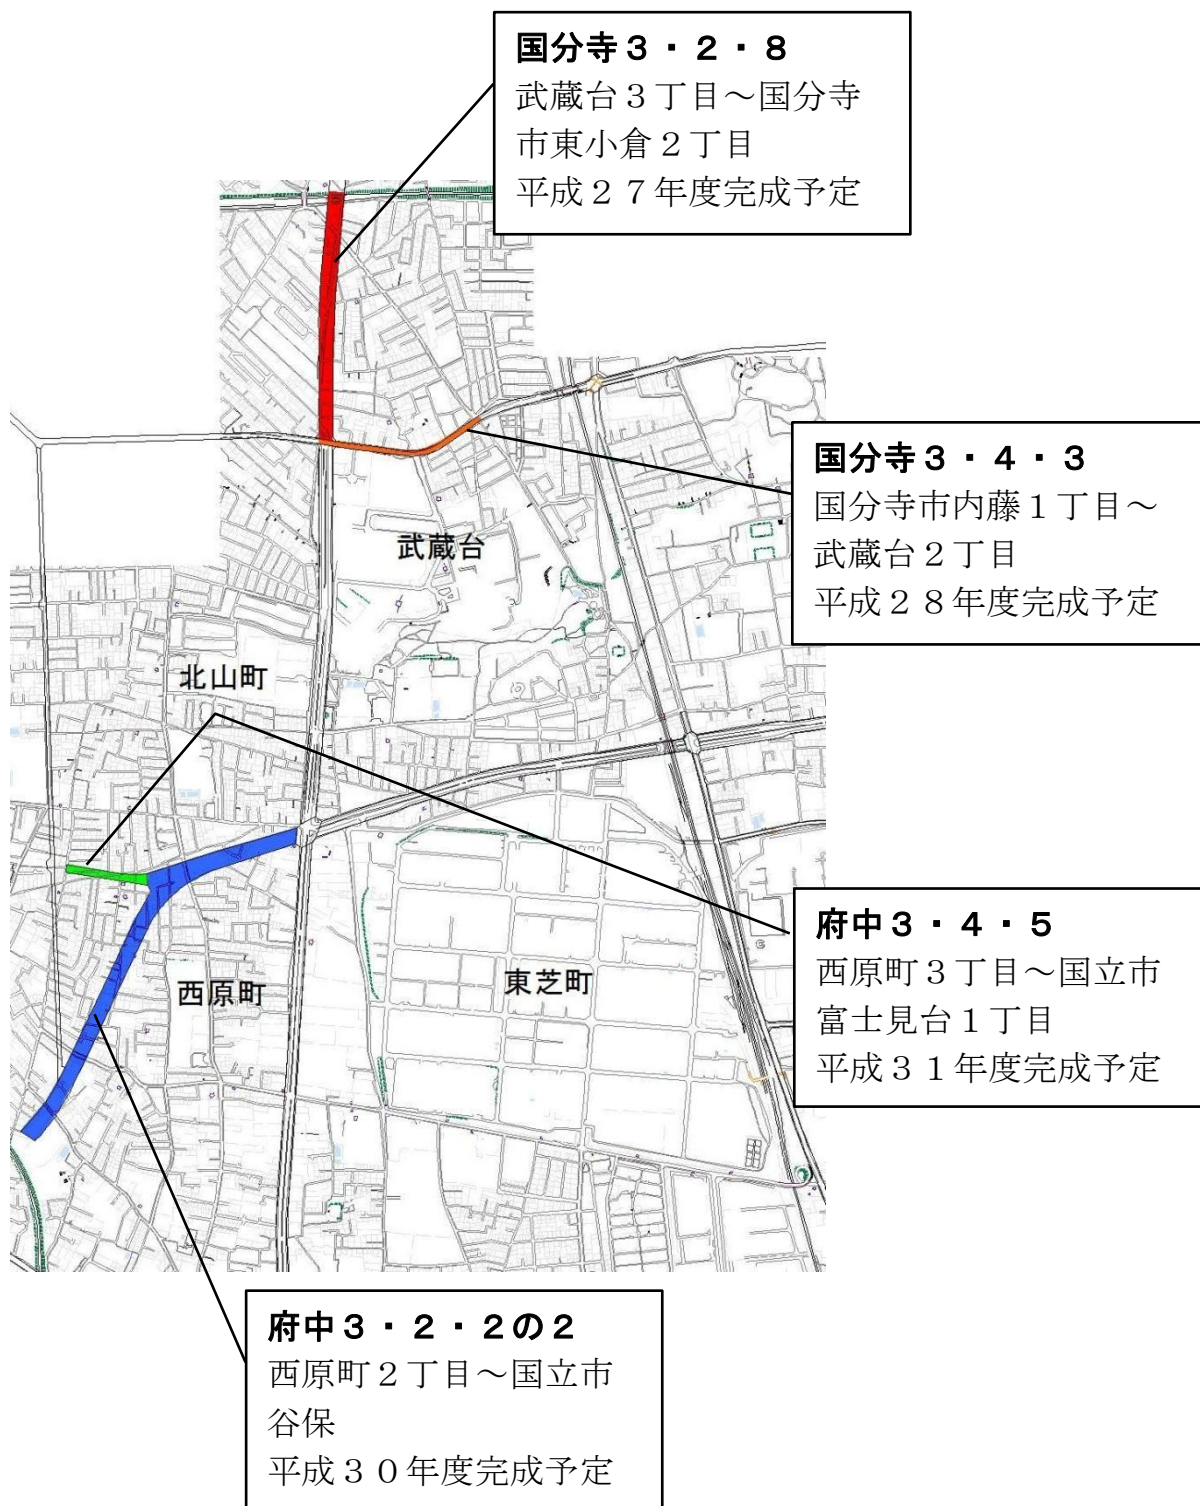 国分寺３・２・８
武蔵台３丁目～国分寺
市東小倉２丁目
平成２７年度完成予定
国分寺３・４・３
国分寺市内藤１丁目～
武蔵台２丁目
平成２８年度完成予定
武蔵台
北山町
府中３・４・５
西原町３丁目～国立市
富士見台１丁目
平成３１年度完成予定
西原町
東芝町
府中３・２・２の２
西原町２丁目～国立市
谷保
平成３０年度完成予定